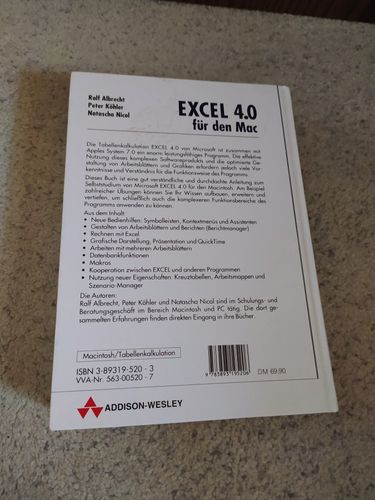 Ralf Albrecht
Peter Köhler
Natascha Nicol
EXCEL 4.0
für den Mac
Die Tabellenkalkulation EXCEL 4.0 von Microsoft ist zusammen mit
Apples System 7.0 ein enorm leistungsfähiges Programm. Die effektive
Nutzung dieses komplexen Softwareprodukts und die optimierte Ge-
staltung von Arbeitsblättern und Grafiken erfordern jedoch viele Vor-
kenntnisse und Verständnis für die Funktionsweise des Programms.
Dieses Buch ist eine gut verständliche und durchdachte Anleitung zum
Selbststudium von Microsoft EXCEL 4.0 für den Macintosh. Am Beispiel
zahlreicher Übungen können Sie Ihr Wissen aufbauen, erweitern und
vertiefen, um schließlich auch die komplexeren Funktionsbereiche des
Programms anwenden zu können.
Aus dem Inhalt
• Neue Bedienhilfen: Symbolleisten, Kontextmenüs und Assistenten
• Gestalten von Arbeitsblättern und Berichten (Berichtmanager)
• Rechnen mit Excel
• Grafische Darstellung, Präsentation und QuickTime
• Arbeiten mit mehreren Arbeitsblättern
• Datenbankfunktionen
• Makros
• Kooperation zwischen EXCEL und anderen Programmen
• Nutzung neuer Eigenschaften: Kreuztabellen, Arbeitsmappen und
Szenario-Manager
Die Autoren:
Ralf Albrecht, Peter Köhler und Natascha Nicol sind im Schulungs- und
Beratungsgeschäft im Bereich Macintosh und PC tätig. Die dort ge-
sammelten Erfahrungen finden direkten Eingang in ihre Bücher.
Macintosh/Tabellenkalkulation
ISBN 3-89319-520-3
VVA-Nr. 563-00520-7
9 783893 195206
DM 69,90
ADDISON-WESLEY